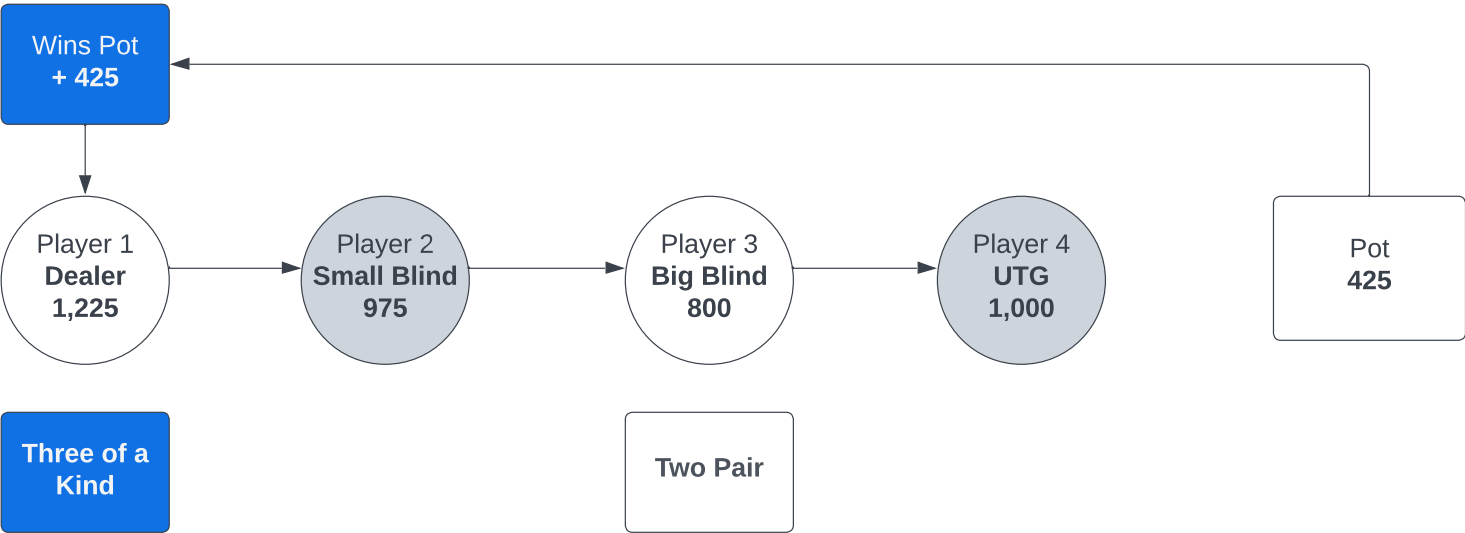 Wins Pot
+ 425
Player 1
Dealer
1,225
Player 2
Small Blind
975
Player 3
Big Blind
800
Player 4
UTG
1,000
Pot
425
Three of a
Kind
Two Pair